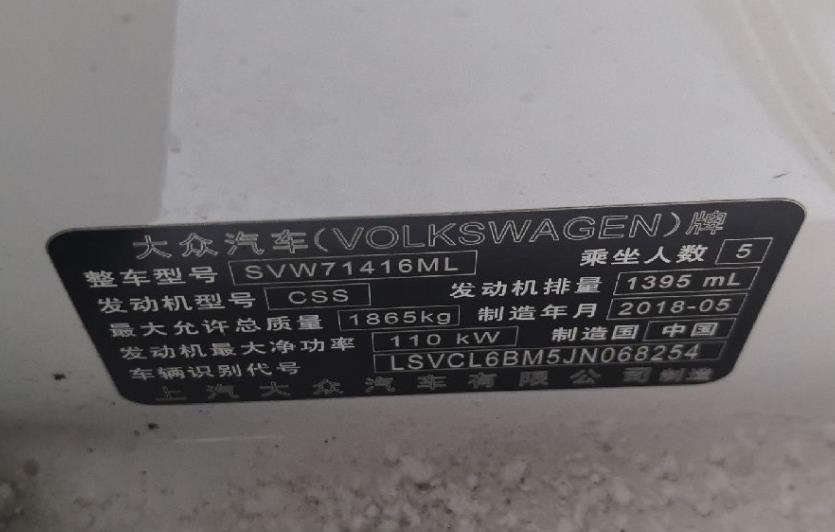 大众汽车(VOLKSWAGEN)牌
整车型号 SVW71416ML 乘坐人数 5
发动机型号 CSS 发动机排量 1395 mL
最大允许总质量 1865kg 制造年月 2018-05
发动机最大净功率 110 kW 制造国 中国
车辆识别代号 LSVCL6BM5JN068254
上汽大众汽车有限公司制造